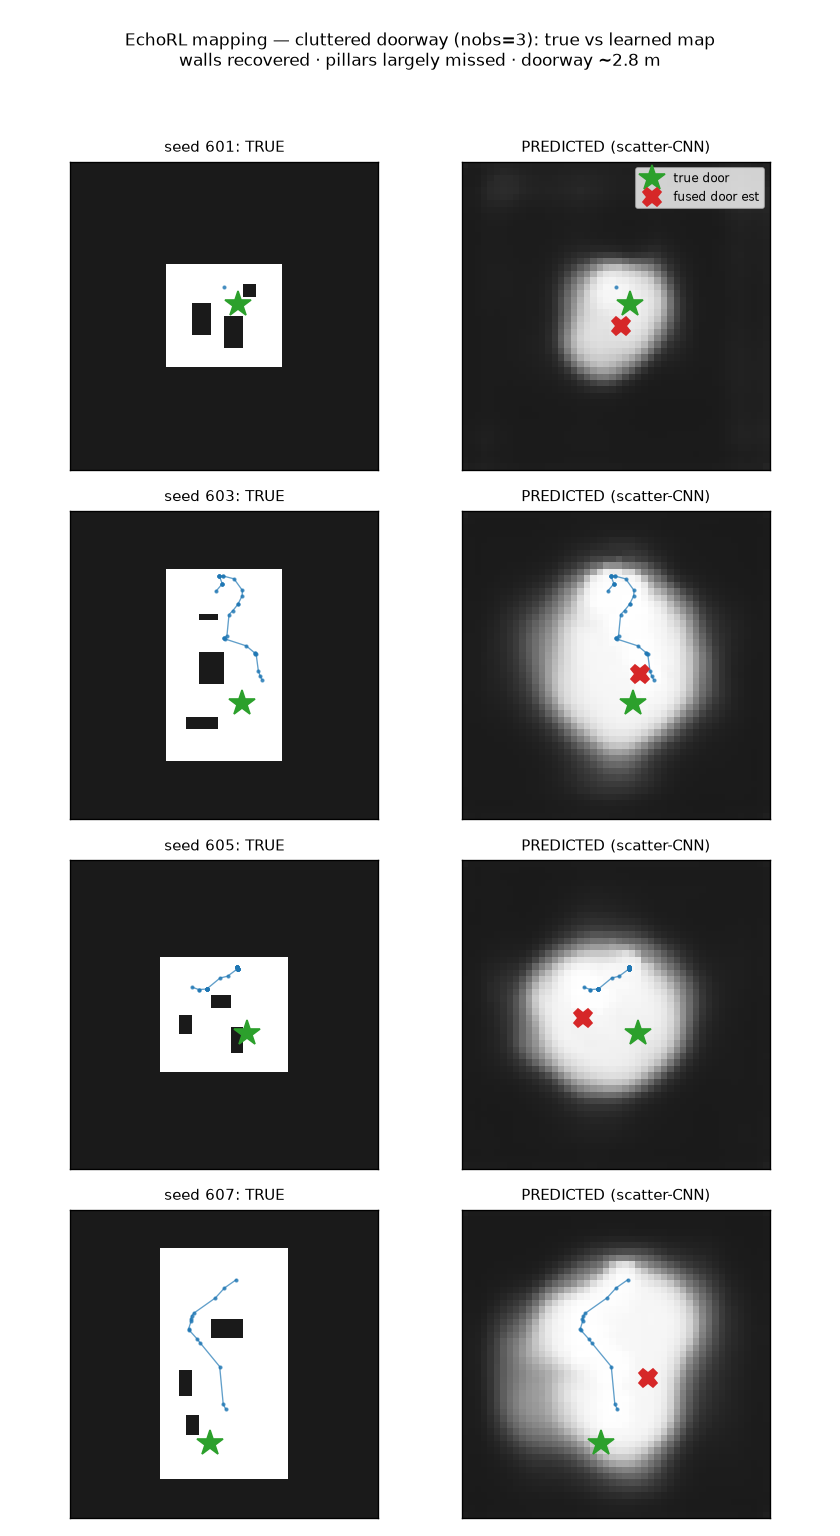 EchoRL mapping — cluttered doorway (nobs=3): true vs learned map
walls recovered · pillars largely missed · doorway ~2.8 m
seed 601: TRUE
PREDICTED (scatter-CNN)
true door
fused door est
seed 603: TRUE
PREDICTED (scatter-CNN)
seed 605: TRUE
PREDICTED (scatter-CNN)
seed 607: TRUE
PREDICTED (scatter-CNN)